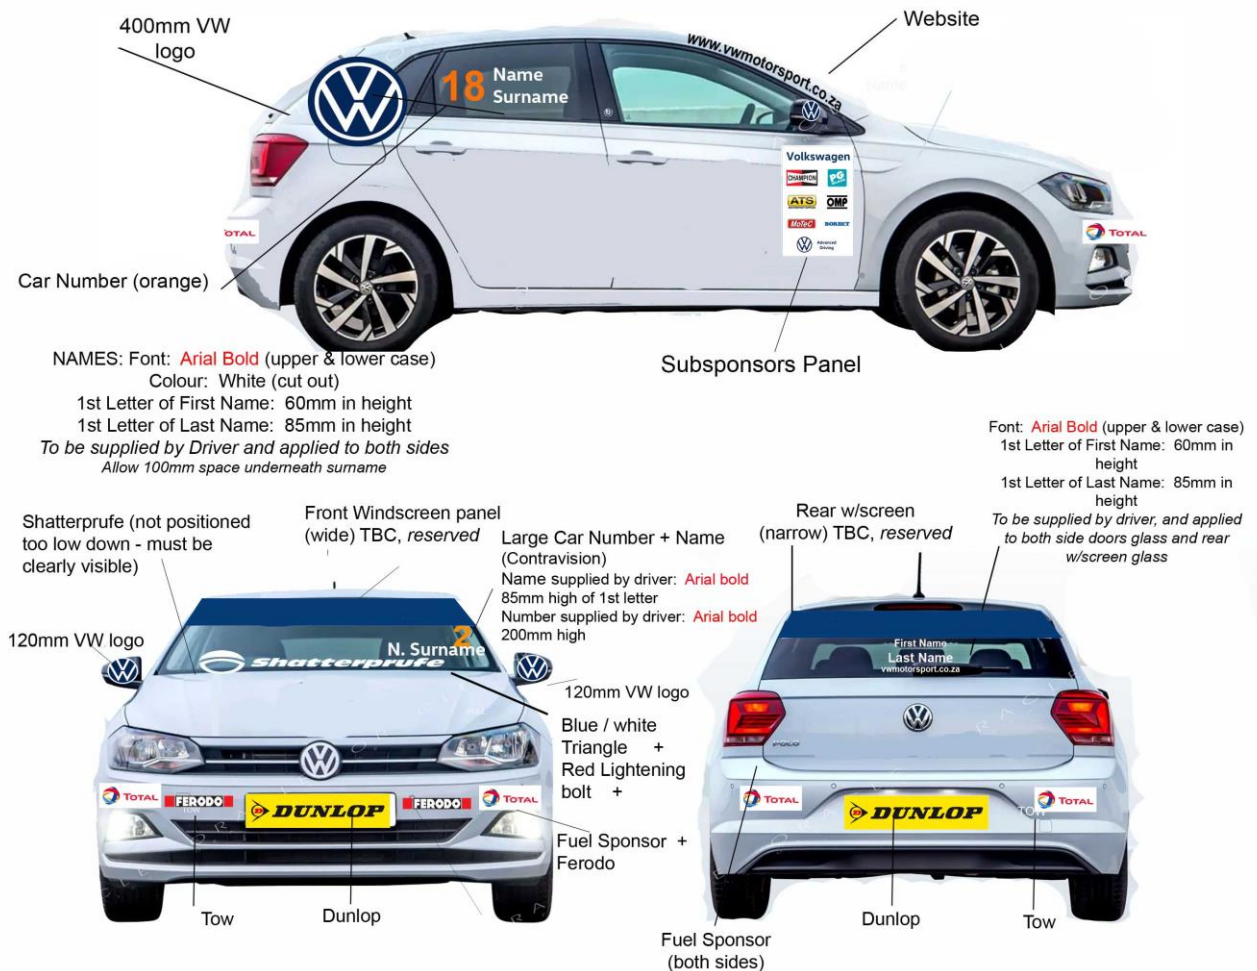 400mm VW
logo
Website
www.vwmotorsport.co.za
18 Name
Surname
Volkswagen
CHAMPION
PG
ATS
OMP
MoTeC
Advanced
Driving
TOTAL
TOTAL
Car Number (orange)
Subsponsors Panel
NAMES: Font: Arial Bold (upper & lower case)
Colour: White (cut out)
1st Letter of First Name: 60mm in height
1st Letter of Last Name: 85mm in height
To be supplied by Driver and applied to both sides
Allow 100mm space underneath surname
Font: Arial Bold (upper & lower case)
1st Letter of First Name: 60mm in
height
1st Letter of Last Name: 85mm in
height
To be supplied by driver, and applied
to both side doors glass and rear
w/screen glass
Shatterprufe (not positioned
too low down - must be
clearly visible)
Front Windscreen panel
(wide) TBC, reserved
Large Car Number + Name
(Contravision)
Name supplied by driver: Arial bold
85mm high of 1st letter
Number supplied by driver: Arial bold
200mm high
Rear w/screen
(narrow) TBC, reserved
120mm VW logo
2
N. Surname
Shatterprufe
120mm VW logo
Blue / white
Triangle +
Red Lightening
bolt +
Fuel Sponsor +
Ferodo
TOTAL
FERODO
TOW
DUNLOP
FERODO
TOTAL
Tow
Dunlop
First Name
Last Name
vwmotorsport.co.za
POLO
TOTAL
DUNLOP
TOW
TOTAL
Dunlop
Tow
Fuel Sponsor
(both sides)